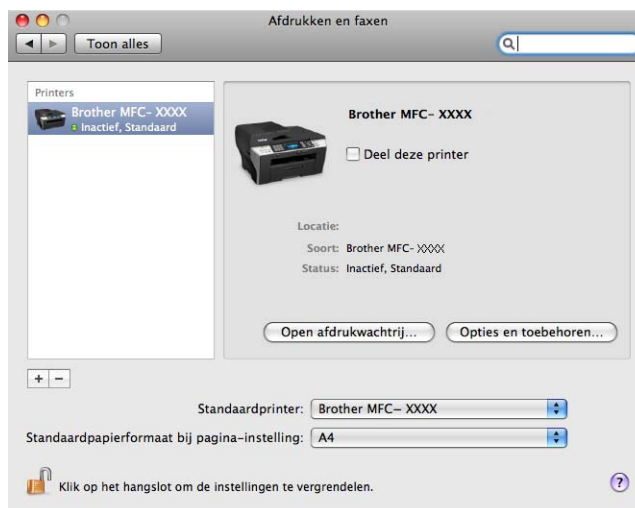 Afdrukken en faxen
Toon alles
Printers
Brother MFC- XXXX
Inactief, Standaard
Brother MFC- XXXX
Deel deze printer
Locatie:
Soort: Brother MFC- XXXX
Status: Inactief, Standaard
Open afdrukwachtrij... Opties en toebehoren...
+ −
Standaardprinter: Brother MFC– XXXX
Standaardpapierformaat bij pagina-instelling: A4
Klik op het hangslot om de instellingen te vergrendelen. ?